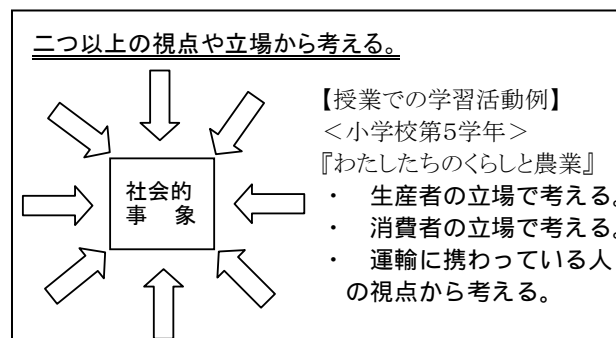 二つ以上の視点や立場から考える。
社会的
事　象
【授業での学習活動例】
＜小学校第5学年＞
『わたしたちのくらしと農業』
・　生産者の立場で考える。
・　消費者の立場で考える。
・　運輸に携わっている人
の視点から考える。